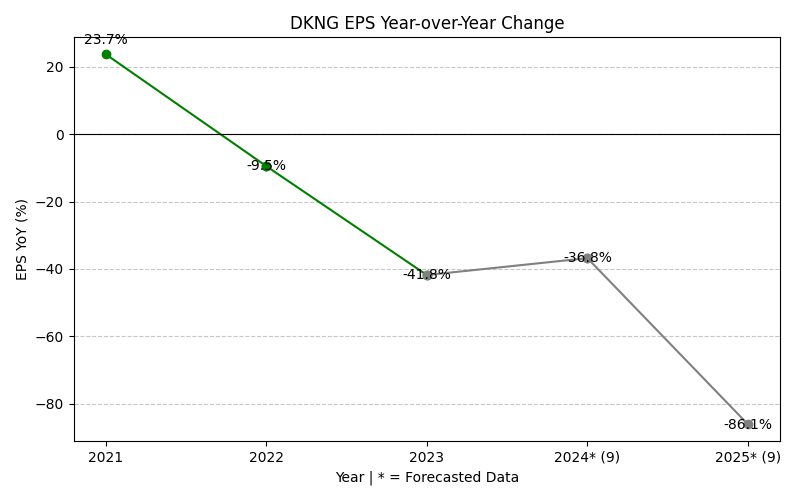 DKNG EPS Year-over-Year Change
23.7%
-9.5%
-41.8%
-36.8%
-86.1%
20
0
−20
−40
−60
−80
EPS YoY (%)
2021 2022 2023 2024* (9) 2025* (9)
Year | * = Forecasted Data